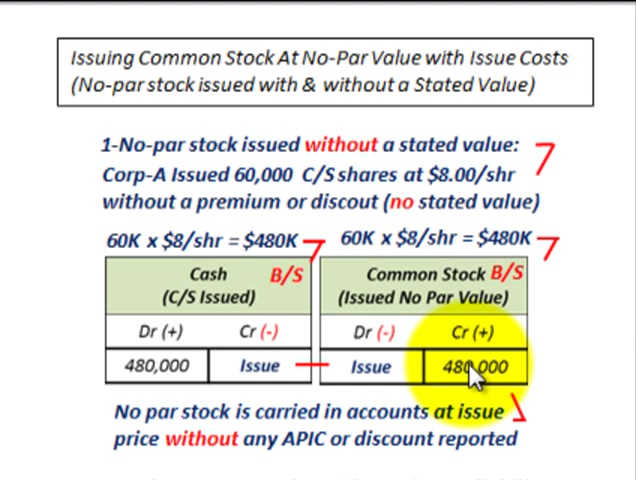 Issuing Common Stock At No-Par Value with Issue Costs
(No-par stock issued with & without a Stated Value)
1-No-par stock issued without a stated value:
Corp-A Issued 60,000 C/S shares at $8.00/shr
without a premium or discout (no stated value)
60K x $8/shr = $480K
60K x $8/shr = $480K
Cash B/S
(C/S Issued)
Common Stock B/S
(Issued No Par Value)
Dr (+) Cr (-)
Dr (-) Cr (+)
480,000 Issue
Issue 480,000
No par stock is carried in accounts at issue
price without any APIC or discount reported